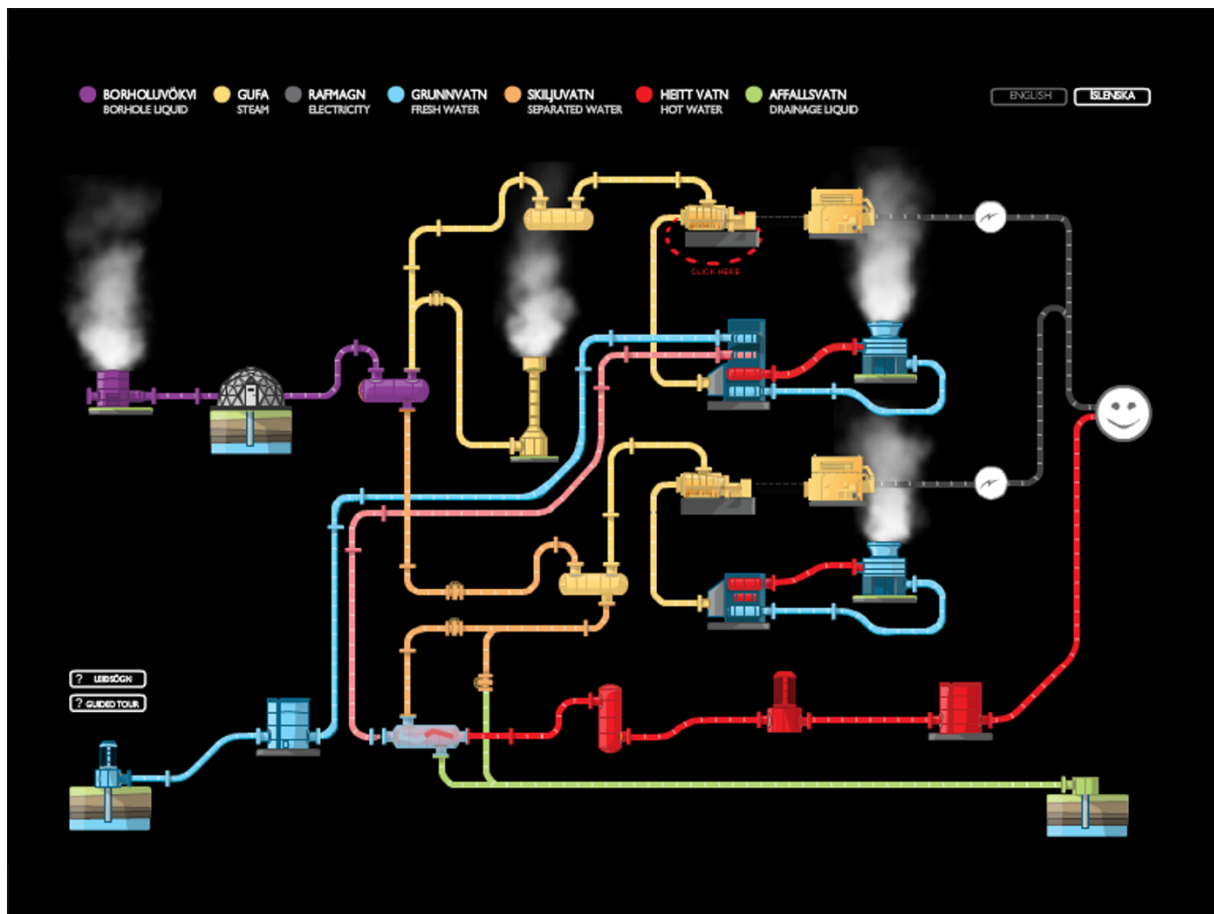 BORHOLUVÖKVI
BOREHOLE LIQUID
GUFA
STEAM
RAFMAGN
ELECTRICITY
GRUNNVATN
FRESH WATER
SKILJUVATN
SEPARATED WATER
HEITT VATN
HOT WATER
AFFALLSVATN
DRAINAGE LIQUID
ENGLISH
ÍSLENSKA
CLICK HERE
? LEIÐSÖGN
? GUIDED TOUR